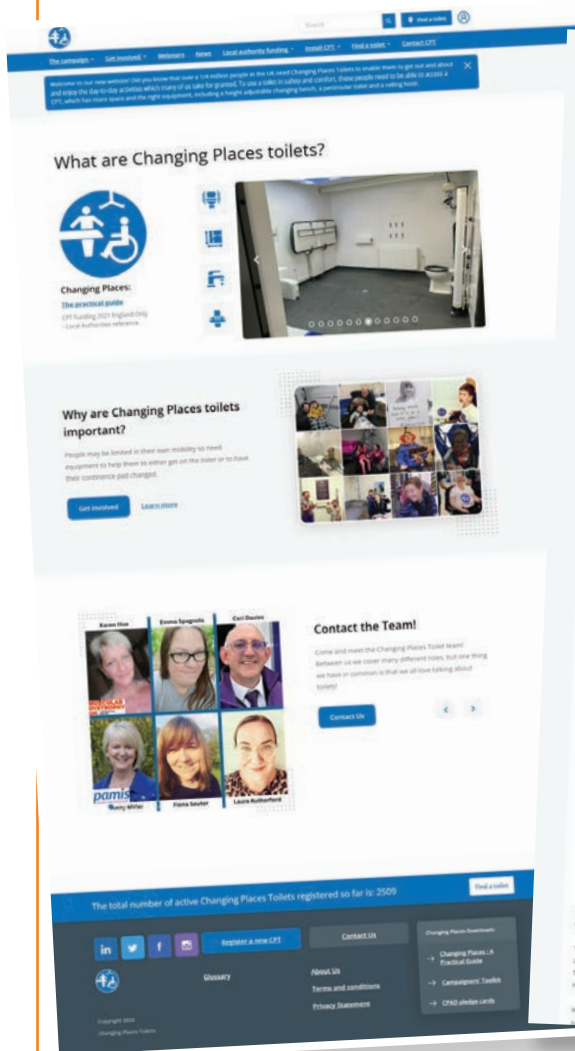 Search
Find a toilet
The campaign
Get Involved
Webinars
News
Local authority funding
Install CPT
Find a toilet
Contact CPT
Welcome to our new website! Did you know that over a 1/4 million people in the UK need Changing Places Toilets to enable them to get out and about
and enjoy the day-to-day activities which many of us take for granted. To use a toilet in safety and comfort, these people need to be able to access a
CPT, which has more space and the right equipment, including a height adjustable changing bench, a peninsular toilet and a ceiling hoist.
What are Changing Places toilets?
Changing Places:
The practical guide
CPT Funding 2021 England Only
- Local Authorities reference
Why are Changing Places toilets
important?
People may be limited in their own mobility so need
equipment to help them to either get on the toilet or to have
their continence pad changed.
Get Involved
Learn more
Karen Hoe
Emma Spagnola
Ceri Davies
pamis
Fiona Souter
Laura Rutherford
Contact the Team!
Come and meet the Changing Places Toilet team!
Between us we cover many different roles, but one thing
we have in common is that we all love talking about
toilets!
Contact Us
The total number of active Changing Places Toilets registered so far is: 2509
Find a toilet
Register a new CPT
Contact Us
Changing Places Downloads:
Changing Places : A
Practical Guide
Campaigners' Toolkit
CPAD pledge cards
Glossary
About Us
Terms and conditions
Privacy Statement
Copyright 2024
Changing Places Toilets